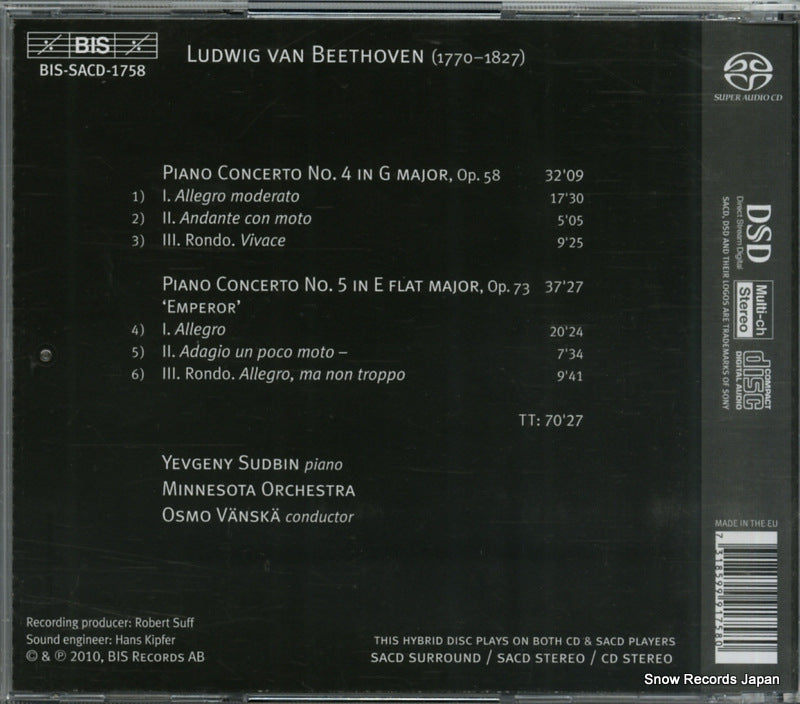 BIS
BIS-SACD-1758
LUDWIG VAN BEETHOVEN (1770–1827)
SUPER AUDIO CD
PIANO CONCERTO NO. 4 IN G MAJOR, OP. 58 32'09
1) I. Allegro moderato 17'30
2) II. Andante con moto 5'05
3) III. Rondo. Vivace 9'25
PIANO CONCERTO NO. 5 IN E FLAT MAJOR, OP. 73 37'27
'EMPEROR'
4) I. Allegro 20'24
5) II. Adagio un poco moto – 7'34
6) III. Rondo. Allegro, ma non troppo 9'41
TT: 70'27
YEVGENY SUDBIN piano
MINNESOTA ORCHESTRA
OSMO VÄNSKÄ conductor
DSD
Direct Stream Digital
SACD, DSD AND THEIR LOGOS ARE TRADEMARKS OF SONY
Multi-ch
Stereo
COMPACT
disc
DIGITAL AUDIO
MADE IN THE EU
7 318599 917580
Recording producer: Robert Suff
Sound engineer: Hans Kipfer
© & ℗ 2010, BIS RECORDS AB
THIS HYBRID DISC PLAYS ON BOTH CD & SACD PLAYERS
SACD SURROUND / SACD STEREO / CD STEREO
Snow Records Japan